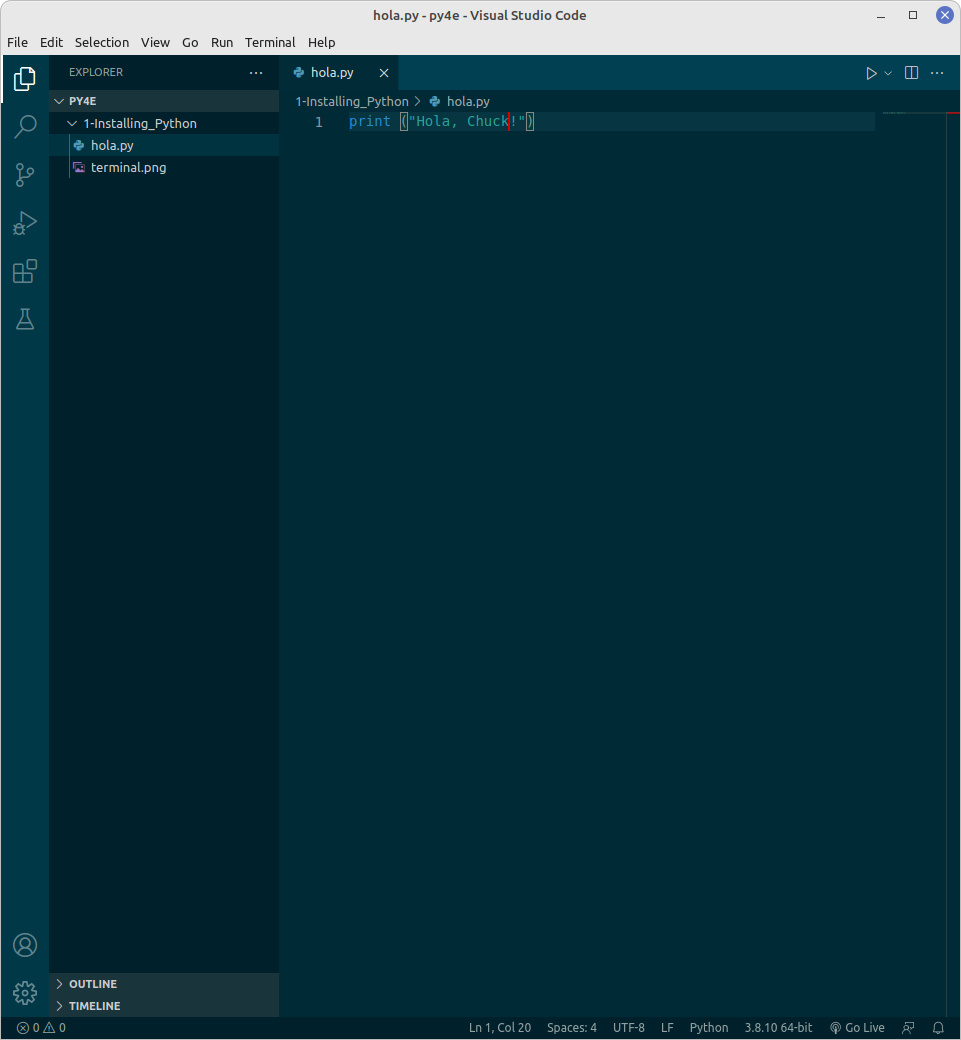 hola.py - py4e - Visual Studio Code
File Edit Selection View Go Run Terminal Help
EXPLORER
hola.py
PY4E
1-Installing_Python
hola.py
terminal.png
1-Installing_Python hola.py
1 print ("Hola, Chuck!")
OUTLINE
TIMELINE
0 0 Ln 1, Col 20 Spaces: 4 UTF-8 LF Python 3.8.10 64-bit Go Live